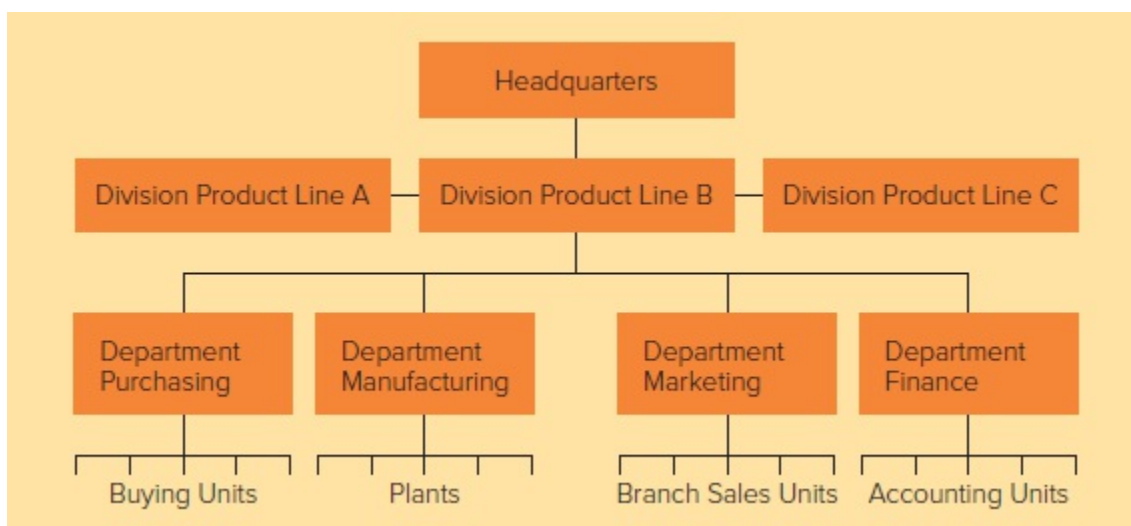 Headquarters
Division Product Line A
Division Product Line B
Division Product Line C
Department
Purchasing
Department
Manufacturing
Department
Marketing
Department
Finance
Buying Units
Plants
Branch Sales Units
Accounting Units